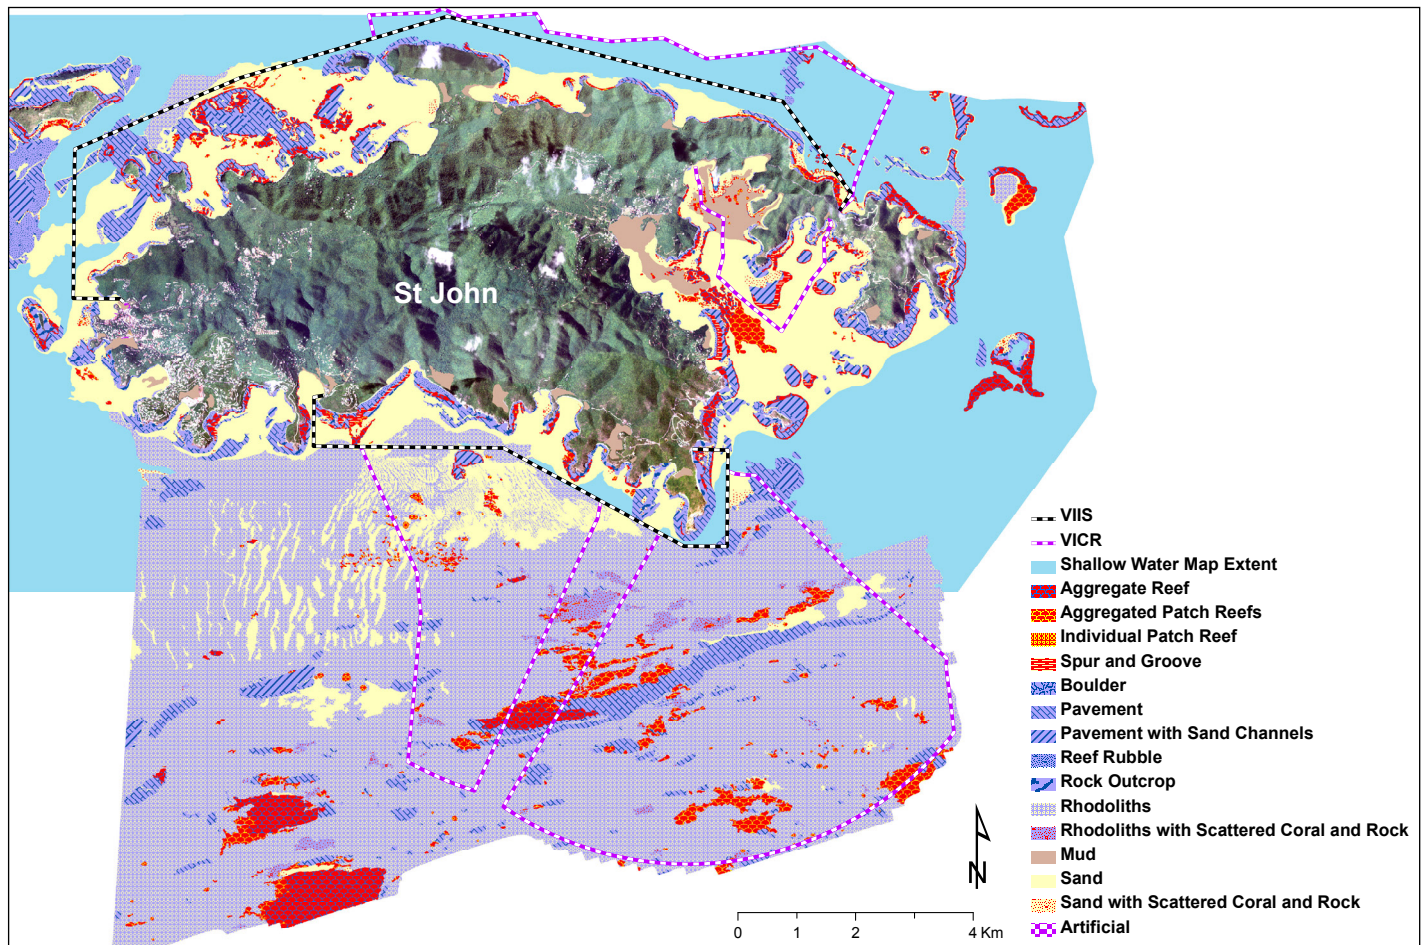 St John
VIIS
VICR
Shallow Water Map Extent
Aggregate Reef
Aggregated Patch Reefs
Individual Patch Reef
Spur and Groove
Boulder
Pavement
Pavement with Sand Channels
Reef Rubble
Rock Outcrop
Rhodoliths
Rhodoliths with Scattered Coral and Rock
Mud
Sand
Sand with Scattered Coral and Rock
Artificial
N
0 1 2 4 Km